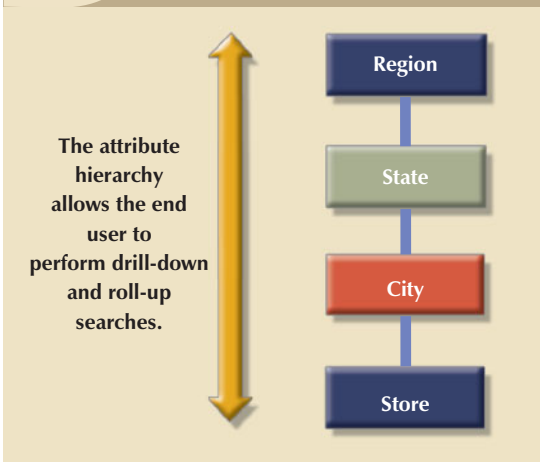 The attribute
hierarchy
allows the end
user to
perform drill-down
and roll-up
searches.
Region
State
City
Store